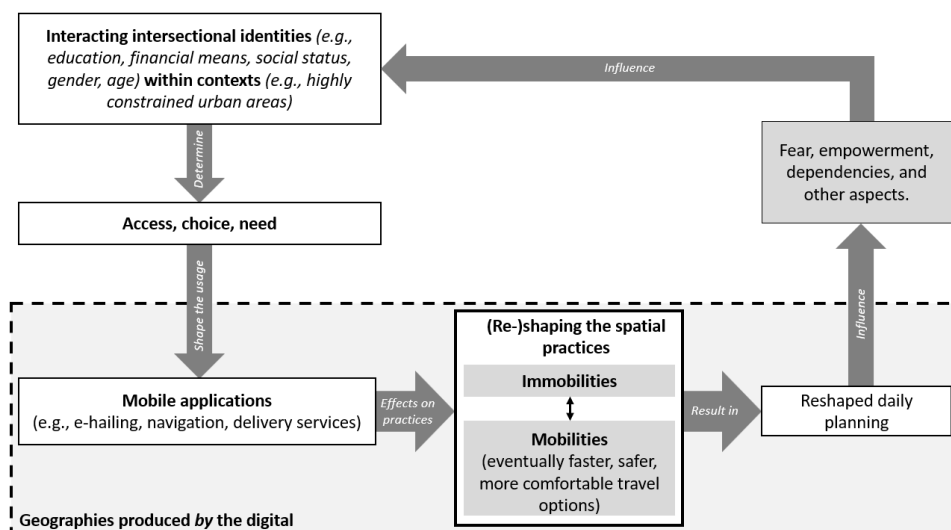 Interacting intersectional identities (e.g.,
education, financial means, social status,
gender, age) within contexts (e.g., highly
constrained urban areas)
Influence
Fear, empowerment,
dependencies, and
other aspects.
Determine
Access, choice, need
Shape the usage
Influence
Mobile applications
(e.g., e-hailing, navigation, delivery services)
Effects on
practices
(Re-)shaping the spatial
practices
Immobilities
Mobilities
(eventually faster, safer,
more comfortable travel
options)
Result in
Reshaped daily
planning
Geographies produced by the digital